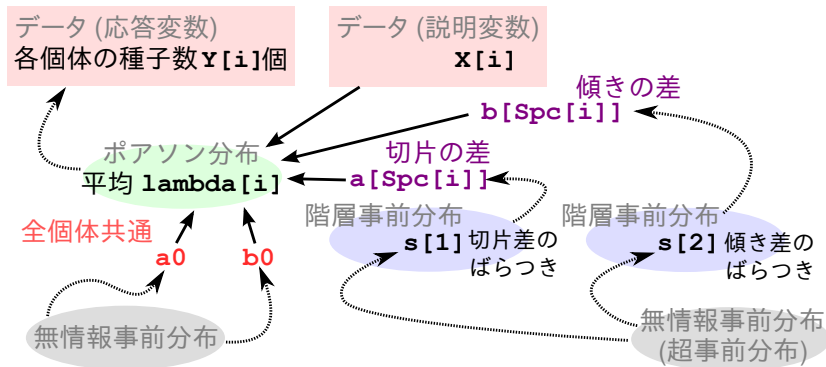 データ (応答変数)
各個体の種子数 Y[i]個
データ (説明変数)
X[i]
傾きの差
b[Spc[i]]
ポアソン分布
平均 lambda[i]
切片の差
a[Spc[i]]
全個体共通
a0
b0
階層事前分布
s[1] 切片差の
ばらつき
階層事前分布
s[2] 傾き差の
ばらつき
無情報事前分布
無情報事前分布
(超事前分布)